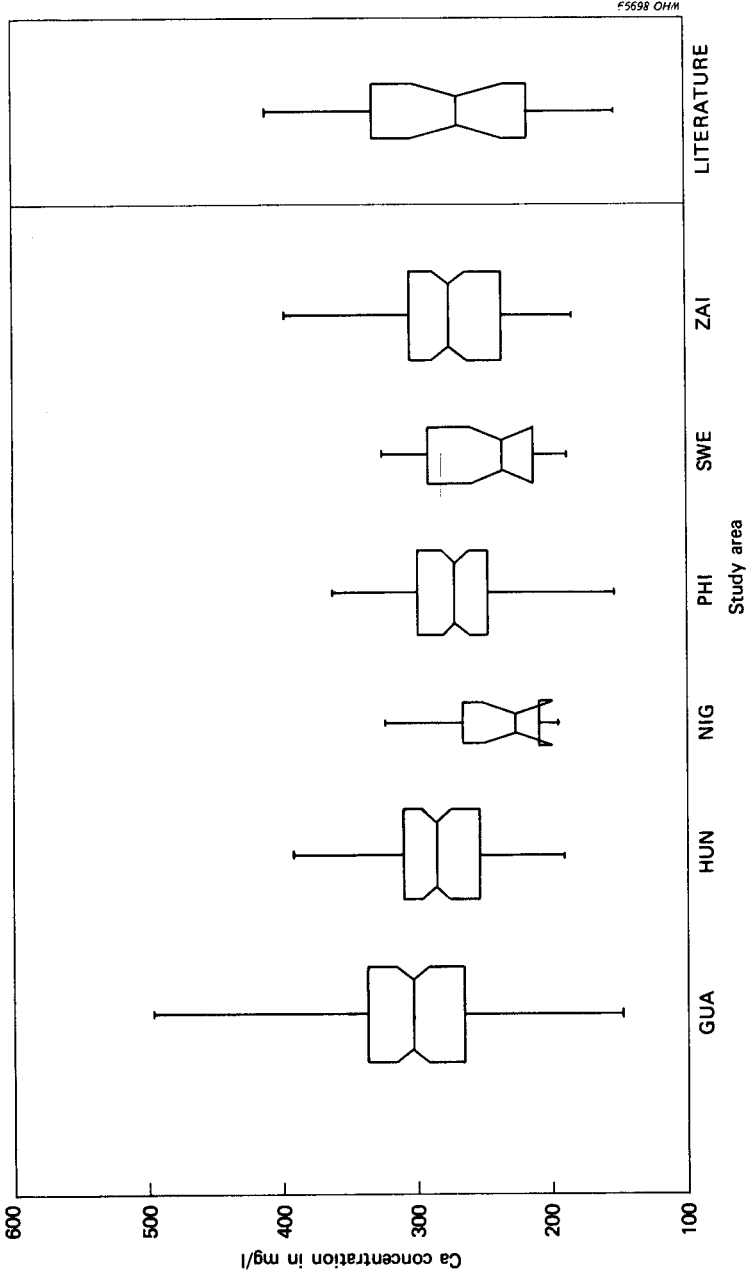 WHO 86955
LITERATURE
ZAI
SWE
PHI
NIG
HUN
GUA
Study area
600
500
400
300
200
100
Ca concentration in mg/l